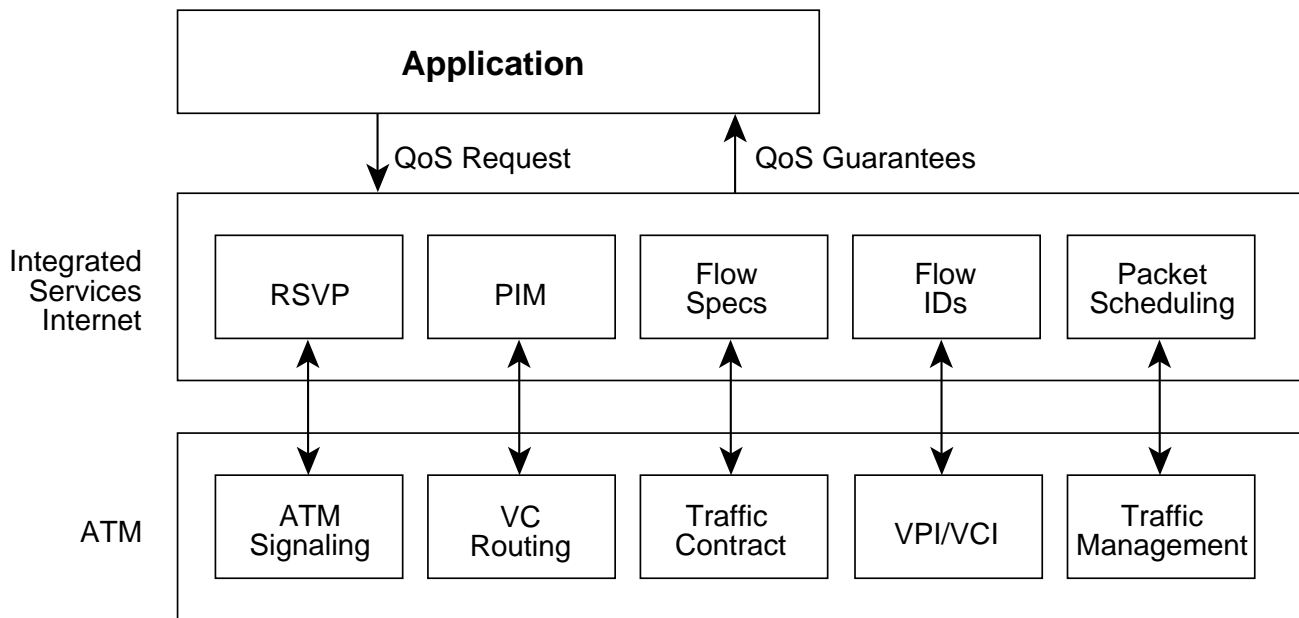 Application
QoS Request
QoS Guarantees
Integrated
Services
Internet
RSVP
PIM
Flow
Specs
Flow
IDs
Packet
Scheduling
ATM
ATM
Signaling
VC
Routing
Traffic
Contract
VPI/VCI
Traffic
Management